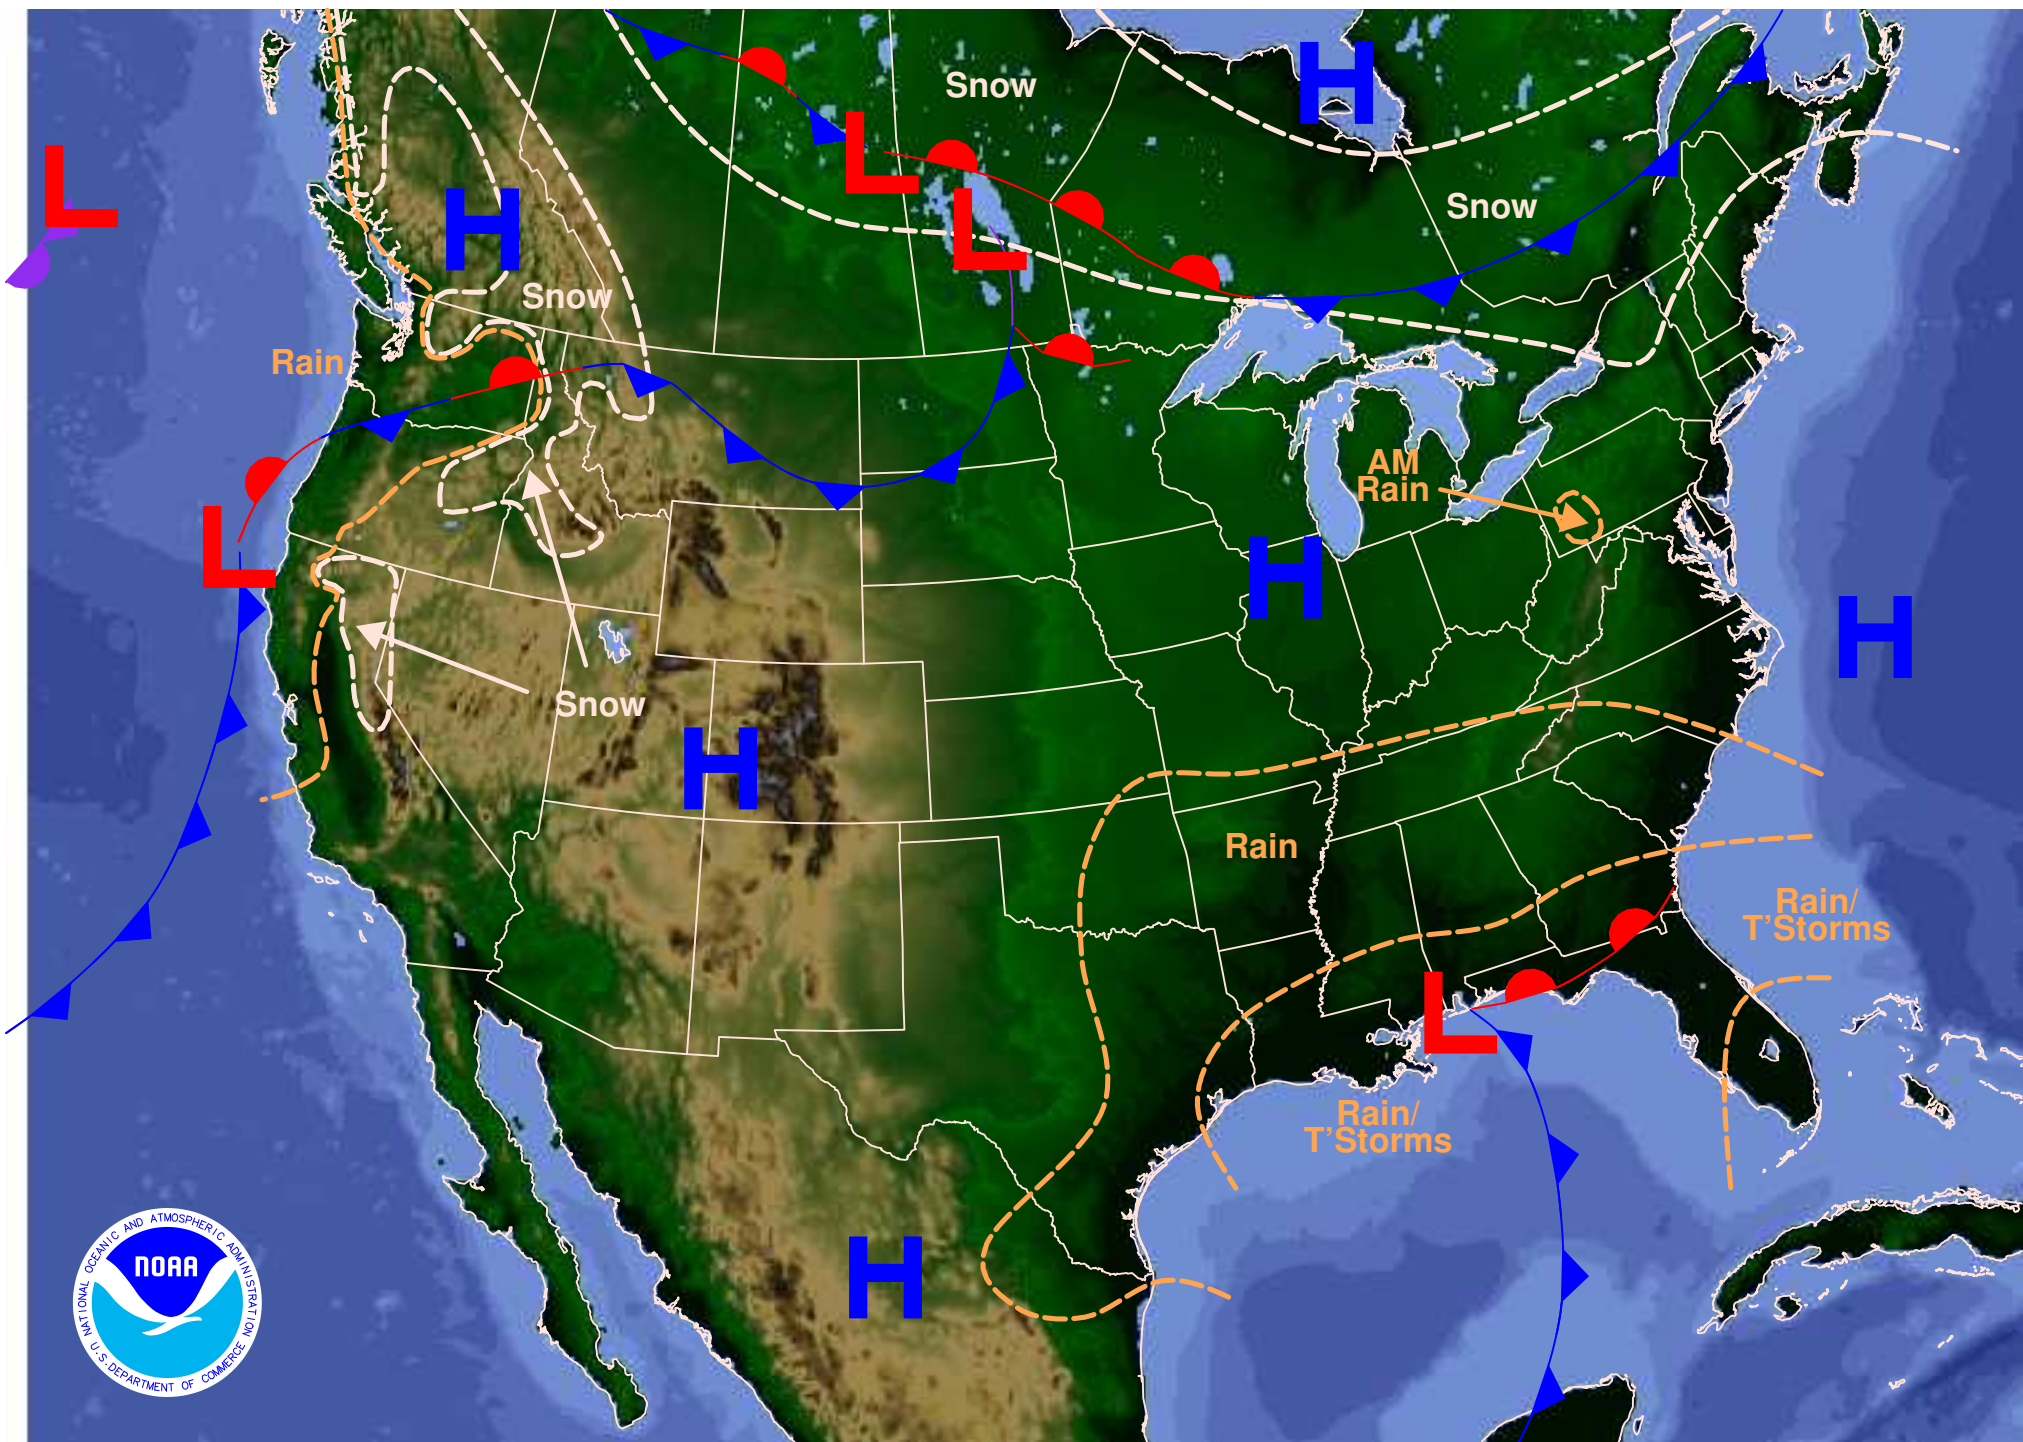 Snow
H
L
L
Snow
H
L
Snow
Rain
AM
Rain
L
H
H
Snow
H
Rain
Rain/
T'Storms
L
Rain/
T'Storms
H
NATIONAL OCEANIC AND ATMOSPHERIC ADMINISTRATION
NOAA
U.S. DEPARTMENT OF COMMERCE